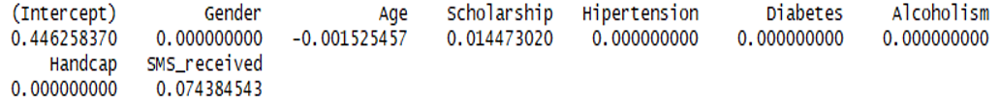 (Intercept) Gender Age Scholarship Hipertension Diabetes Alcoholism
0.446258370 0.000000000 -0.001525457 0.014473020 0.000000000 0.000000000 0.000000000
Handcap SMS_received
0.000000000 0.074384543